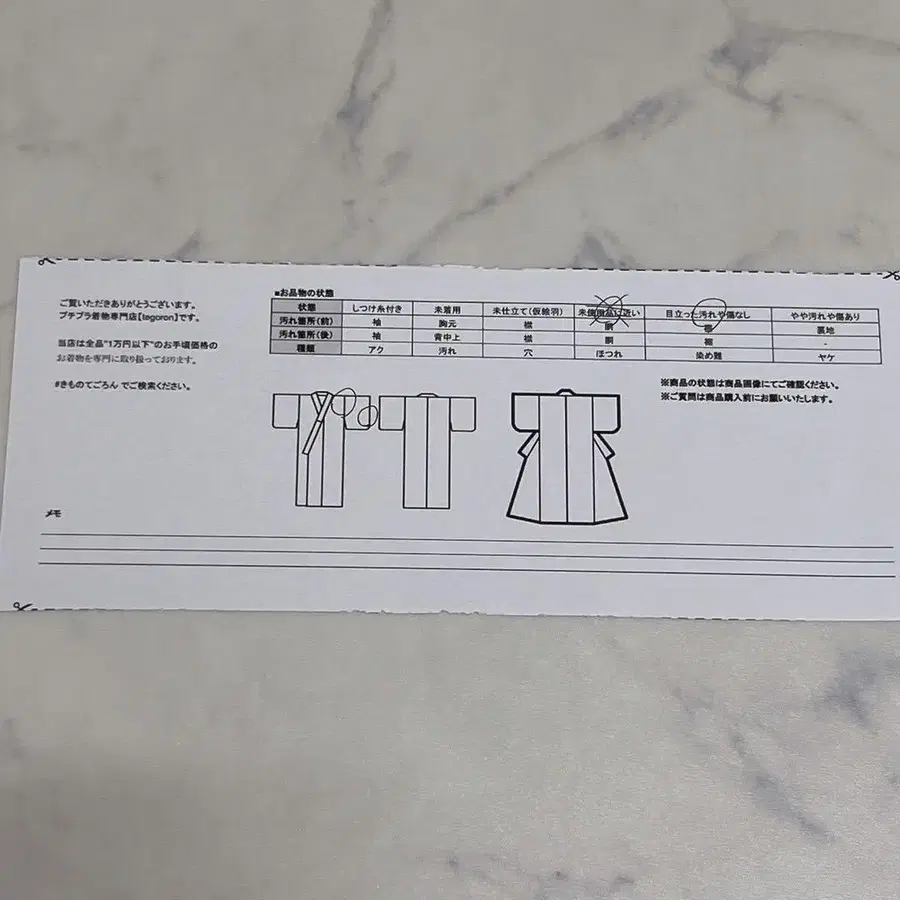 ご覧いただきありがとうございます。
プチプラ着物専門店【tegoron】です。
当店は全品"1万円以下"のお手頃価格の
お着物を専門に取り扱っております。
#きものてごろん でご検索ください。
■お品物の状態
状態 しつけ糸付き 未着用 未仕立て(仮絵羽) 未使用品に近い 目立った汚れや傷なし やや汚れや傷あり
汚れ箇所(前) 袖 胸元 襟 胴 裾 裏地
汚れ箇所(後) 袖 背中上 襟 胴 裾 -
種類 アク 汚れ 穴 ほつれ 染め難 ヤケ
※商品の状態は商品画像にてご確認ください。
※ご質問は商品購入前にお願いいたします。
メモ